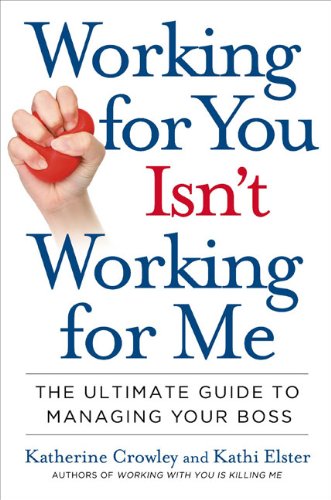 Working
for You
Isn't
Working
for Me
THE ULTIMATE GUIDE TO
MANAGING YOUR BOSS
Katherine Crowley and Kathi Elster
AUTHORS OF WORKING WITH YOU IS KILLING ME